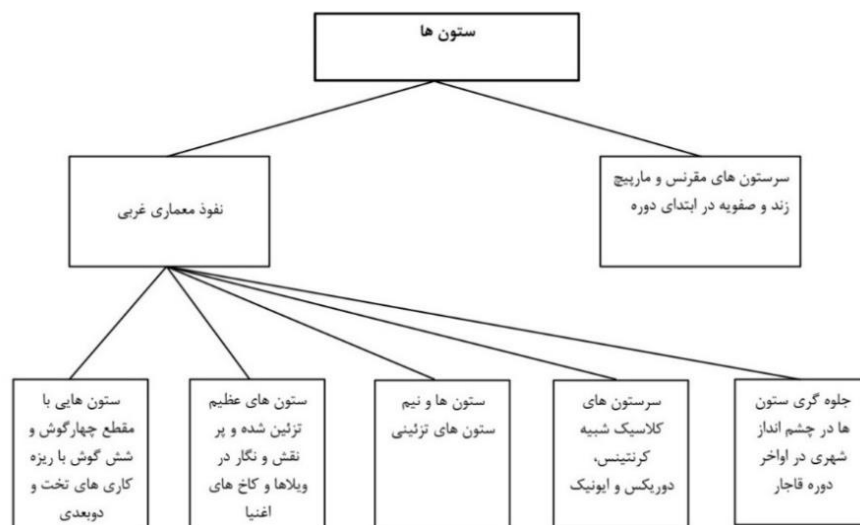 ستون ها
سرستون های مقرنس و مارپیچ
زند و صفویه در ابتدای دوره
نفوذ معماری غربی
جلوه گری ستون
ها در چشم انداز
شهری در اواخر
دوره قاجار
سرستون های
کلاسیک شبیه
کرنتینس،
دوریکس و ایونیک
ستون ها و نیم
ستون های تزئینی
ستون های عظیم
تزئین شده و پر
نقش و نگار در
ویلاها و کاخ های
اغنیا
ستون هایی با
مقطع چهارگوش و
شش گوش با ریزه
کاری های تخت و
دوبعدی